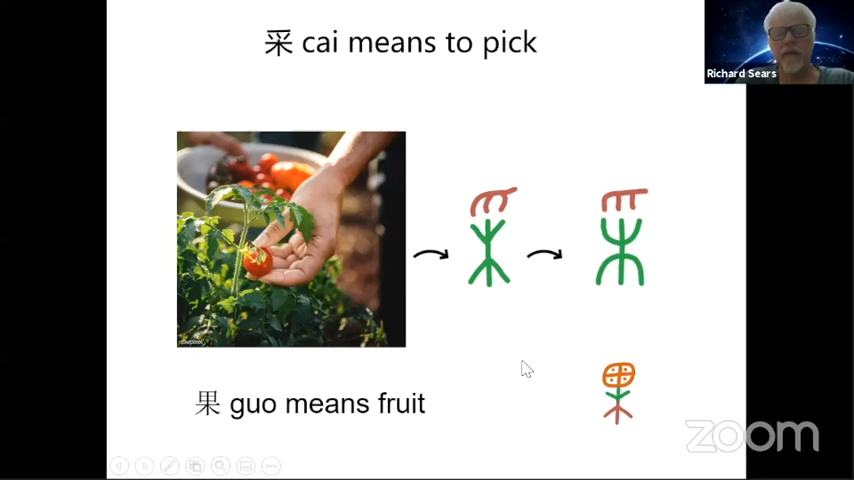 采 cai means to pick
Richard Sears
果 guo means fruit
zoom